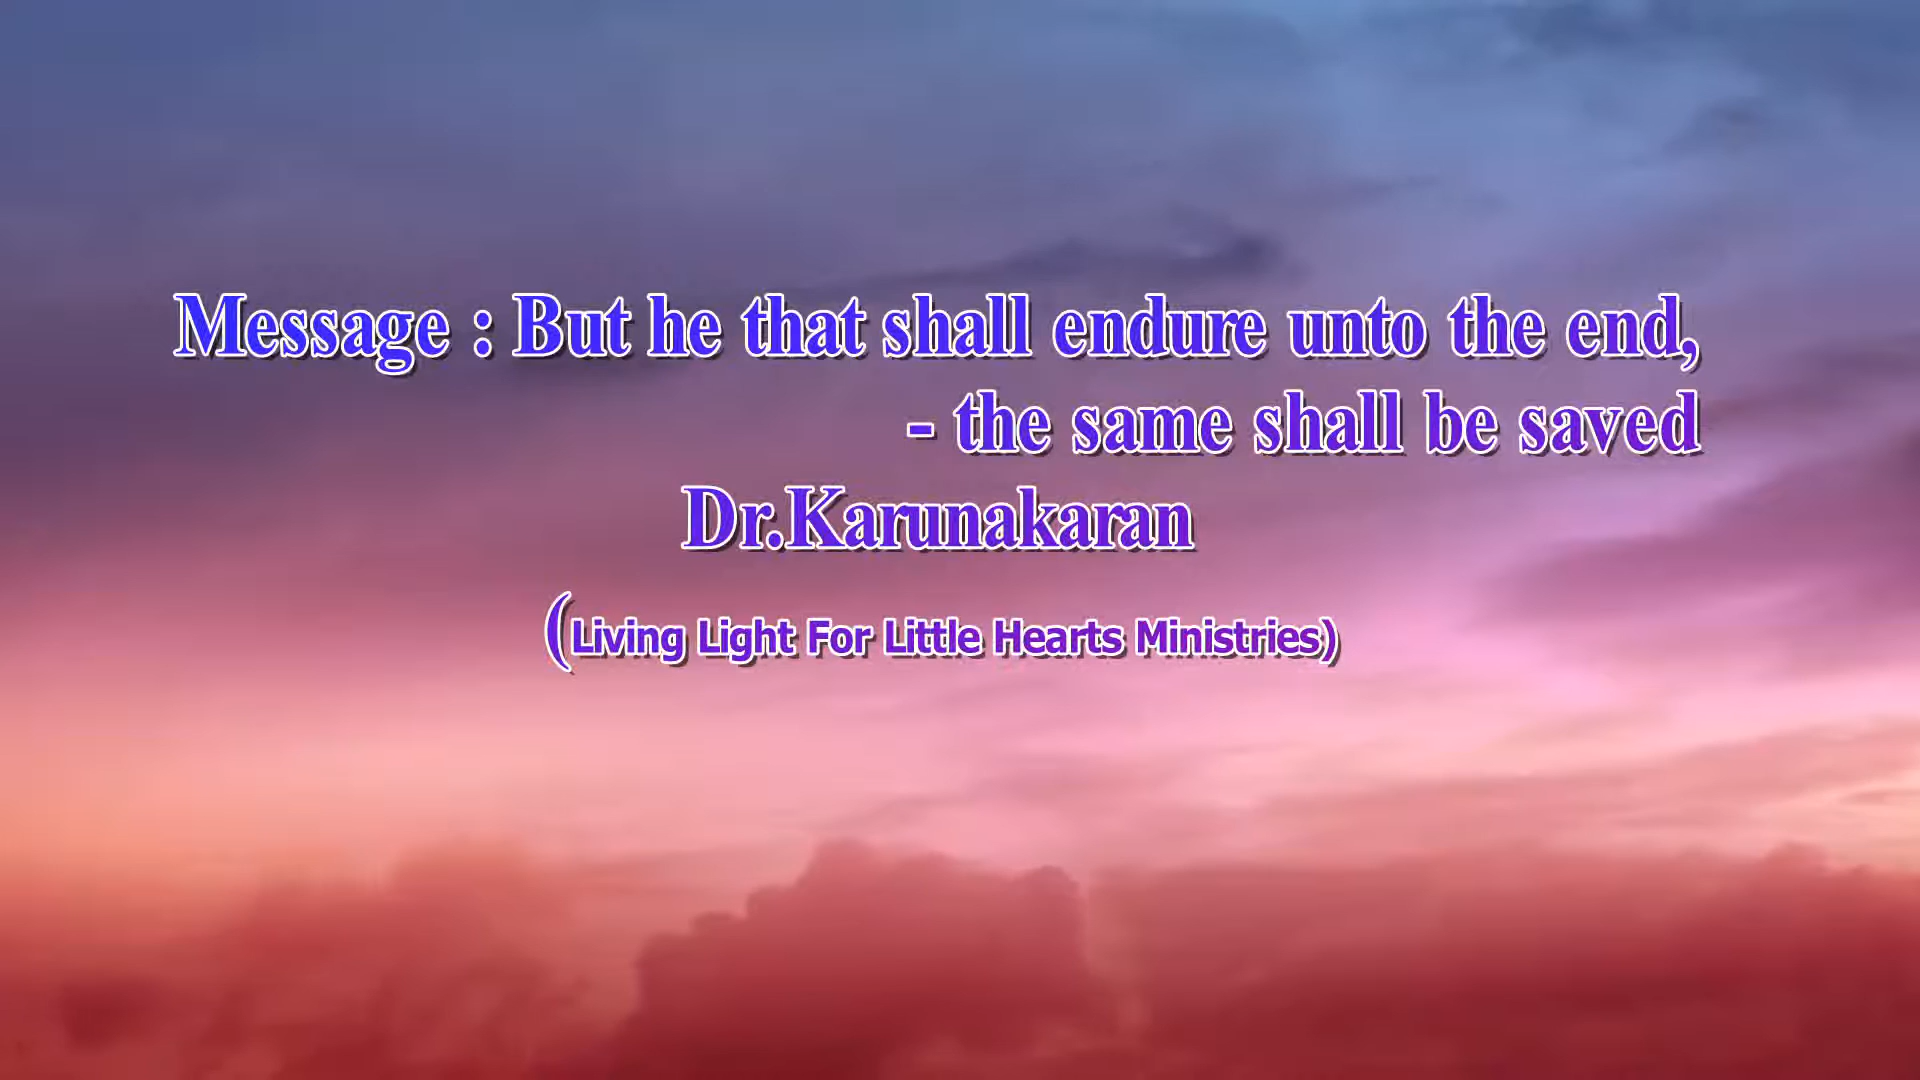 Message : But he that shall endure unto the end,
- the same shall be saved
Dr.Karunakaran
(Living Light For Little Hearts Ministries)